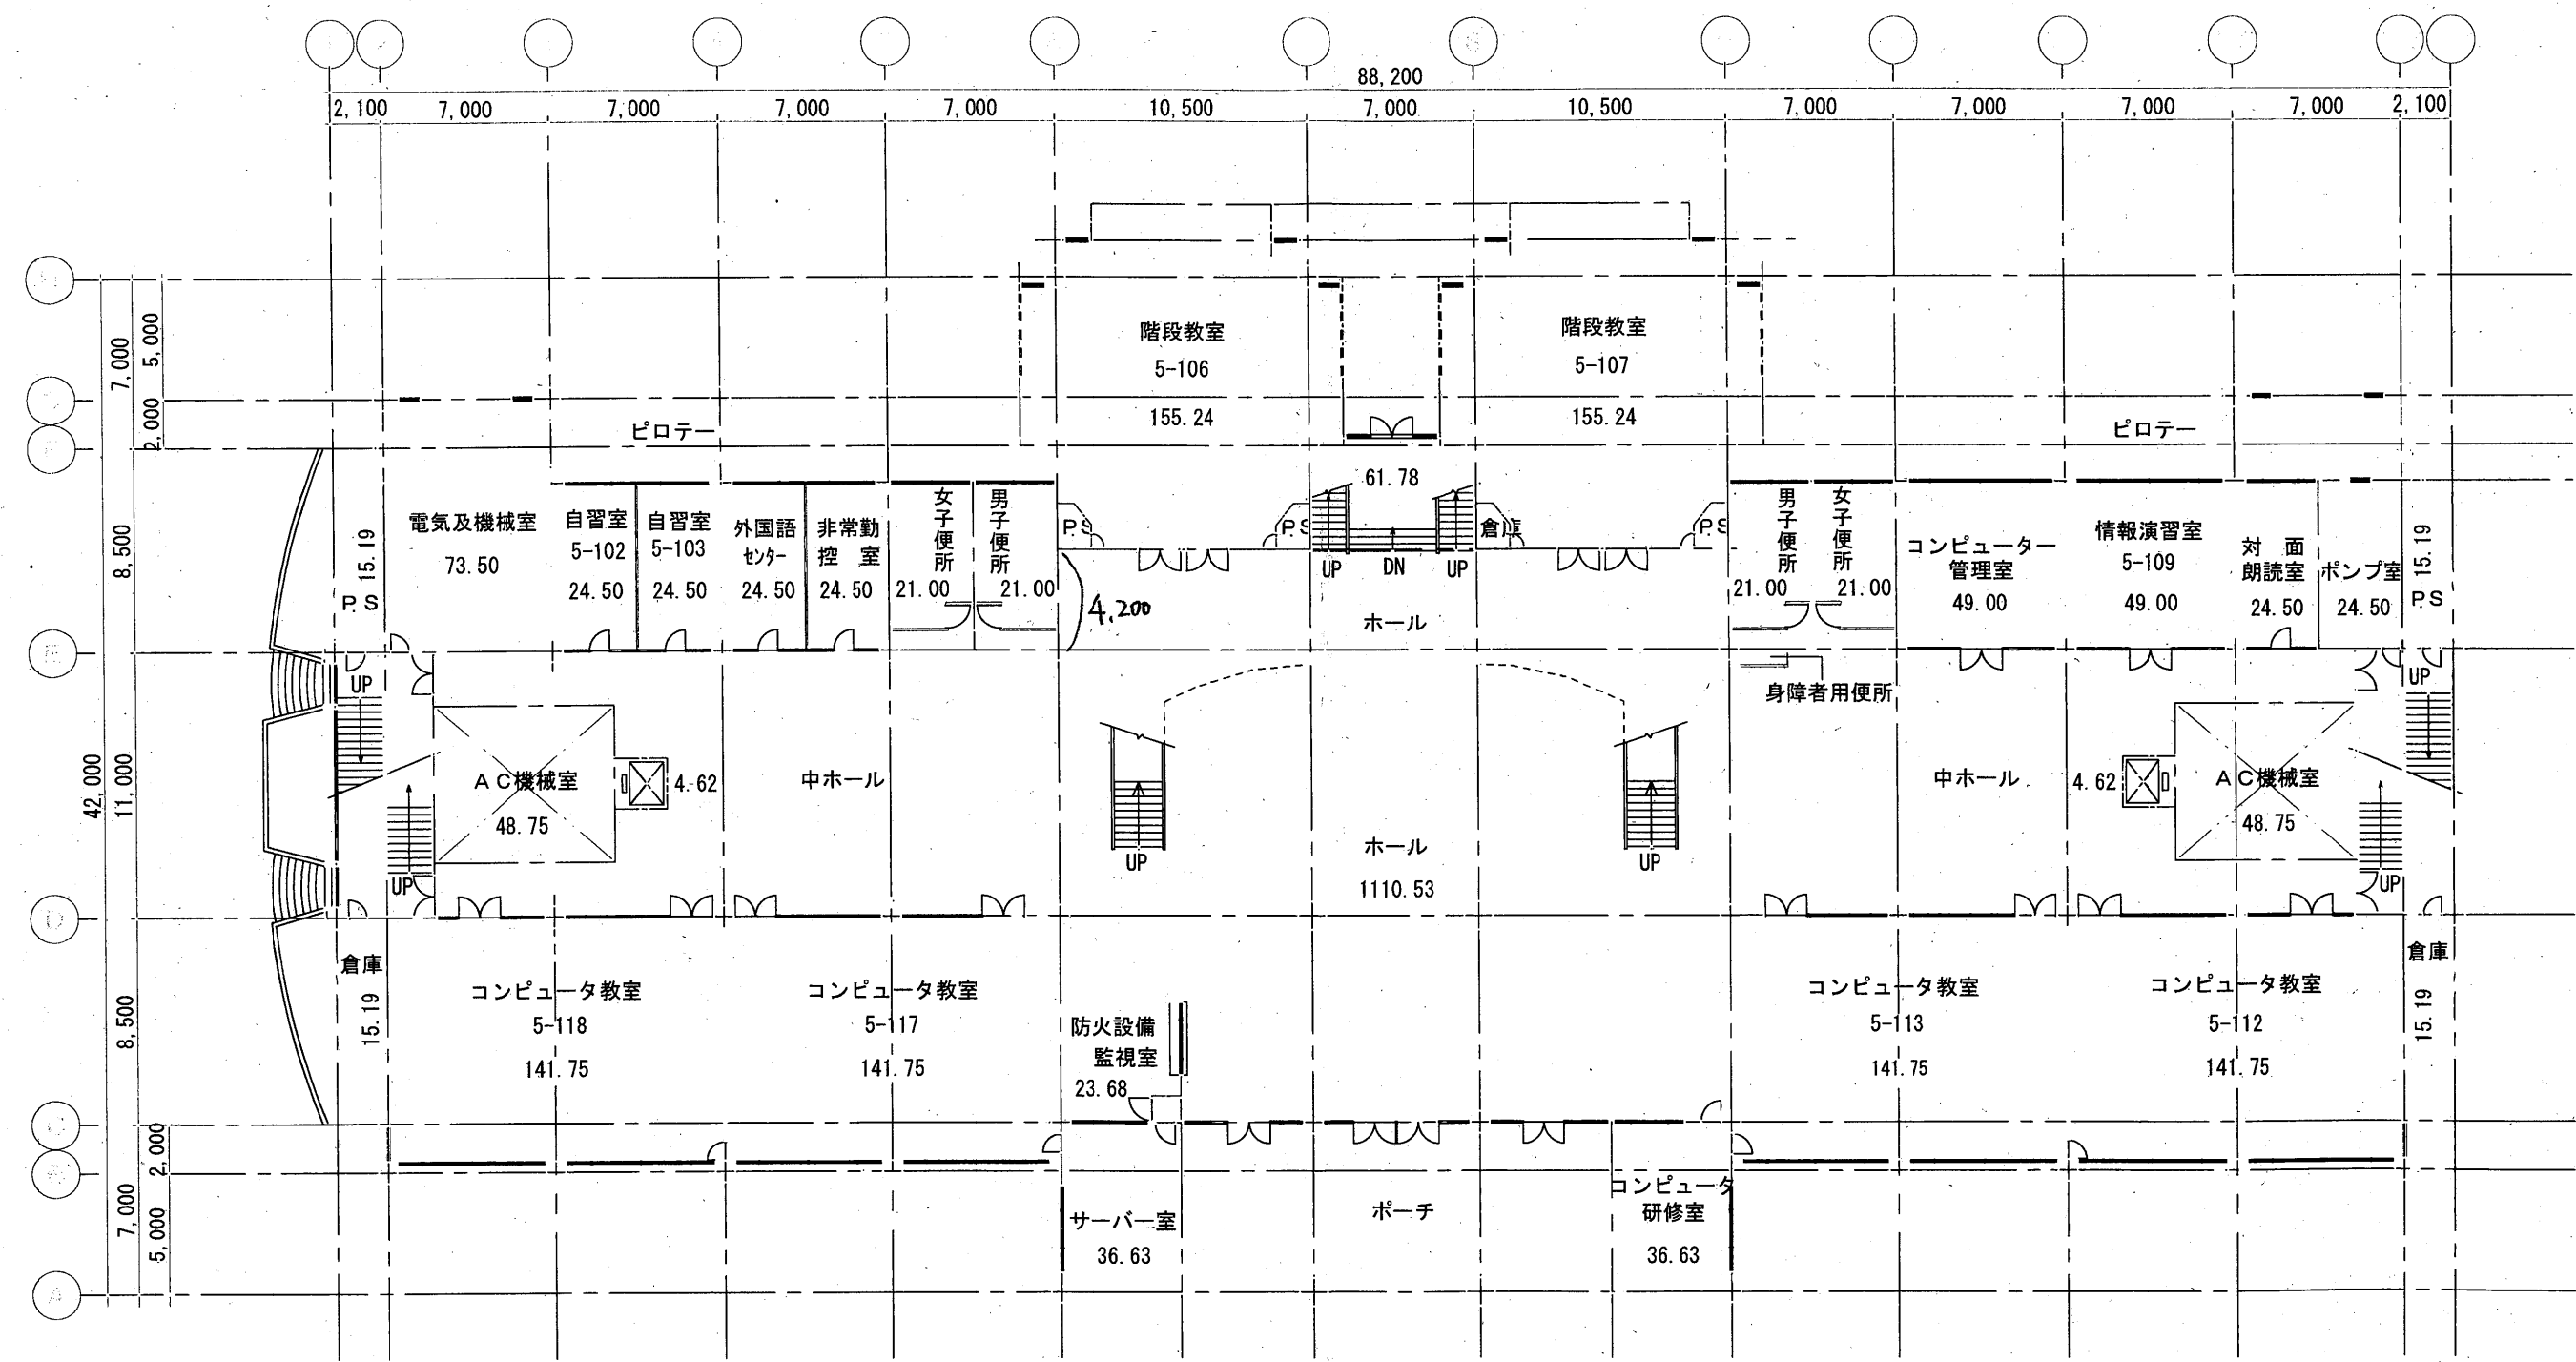 88,200
2,100
7,000
7,000
7,000
7,000
10,500
7,000
10,500
7,000
7,000
7,000
7,000
2,100
42,000
7,000
5,000
2,000
8,500
11,000
8,500
2,000
7,000
5,000
階段教室
5-106
155.24
階段教室
5-107
155.24
ピロテー
ピロテー
61.78
15.19
P.S
電気及機械室
73.50
自習室
5-102
24.50
自習室
5-103
24.50
外国語
センター
24.50
非常勤
控 室
24.50
女子便所
21.00
男子便所
21.00
P.S
P.S
UP
DN
UP
倉庫
P.S
4.200
ホール
男子便所
21.00
女子便所
21.00
コンピューター
管理室
49.00
情報演習室
5-109
49.00
対 面
朗読室
24.50
ポンプ室
24.50
15.19
P.S
UP
UP
身障者用便所
AC機械室
48.75
4.62
中ホール
UP
UP
中ホール
4.62
AC機械室
48.75
UP
UP
ホール
1110.53
倉庫
15.19
コンピュータ教室
5-118
141.75
コンピュータ教室
5-117
141.75
防火設備
監視室
23.68
コンピュータ教室
5-113
141.75
コンピュータ教室
5-112
141.75
倉庫
15.19
サーバー室
36.63
ポーチ
コンピュータ
研修室
36.63